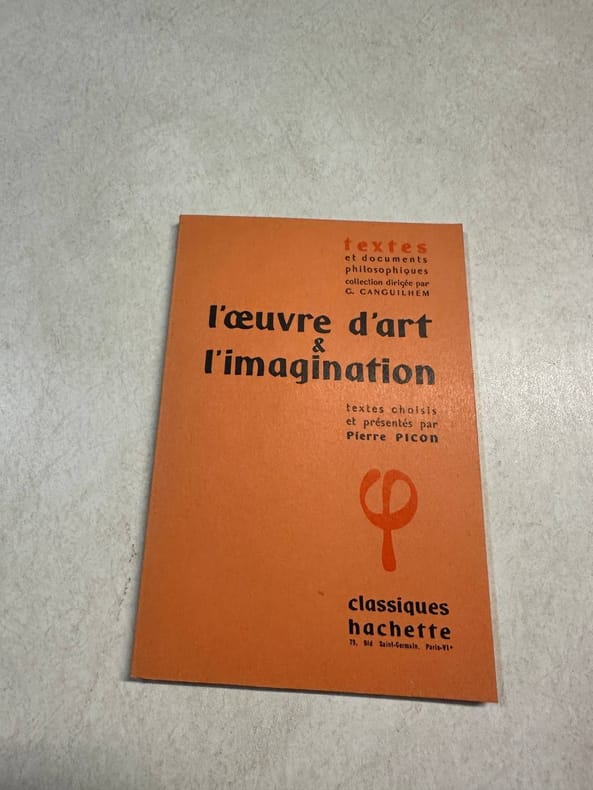 textes
et documents
philosophiques
collection dirigée par
G. CANGUILHEM
l'œuvre d'art
&
l'imagination
textes choisis
et présentés par
Pierre PICON
classiques
hachette
79, Bld Saint-Germain, Paris-VIe